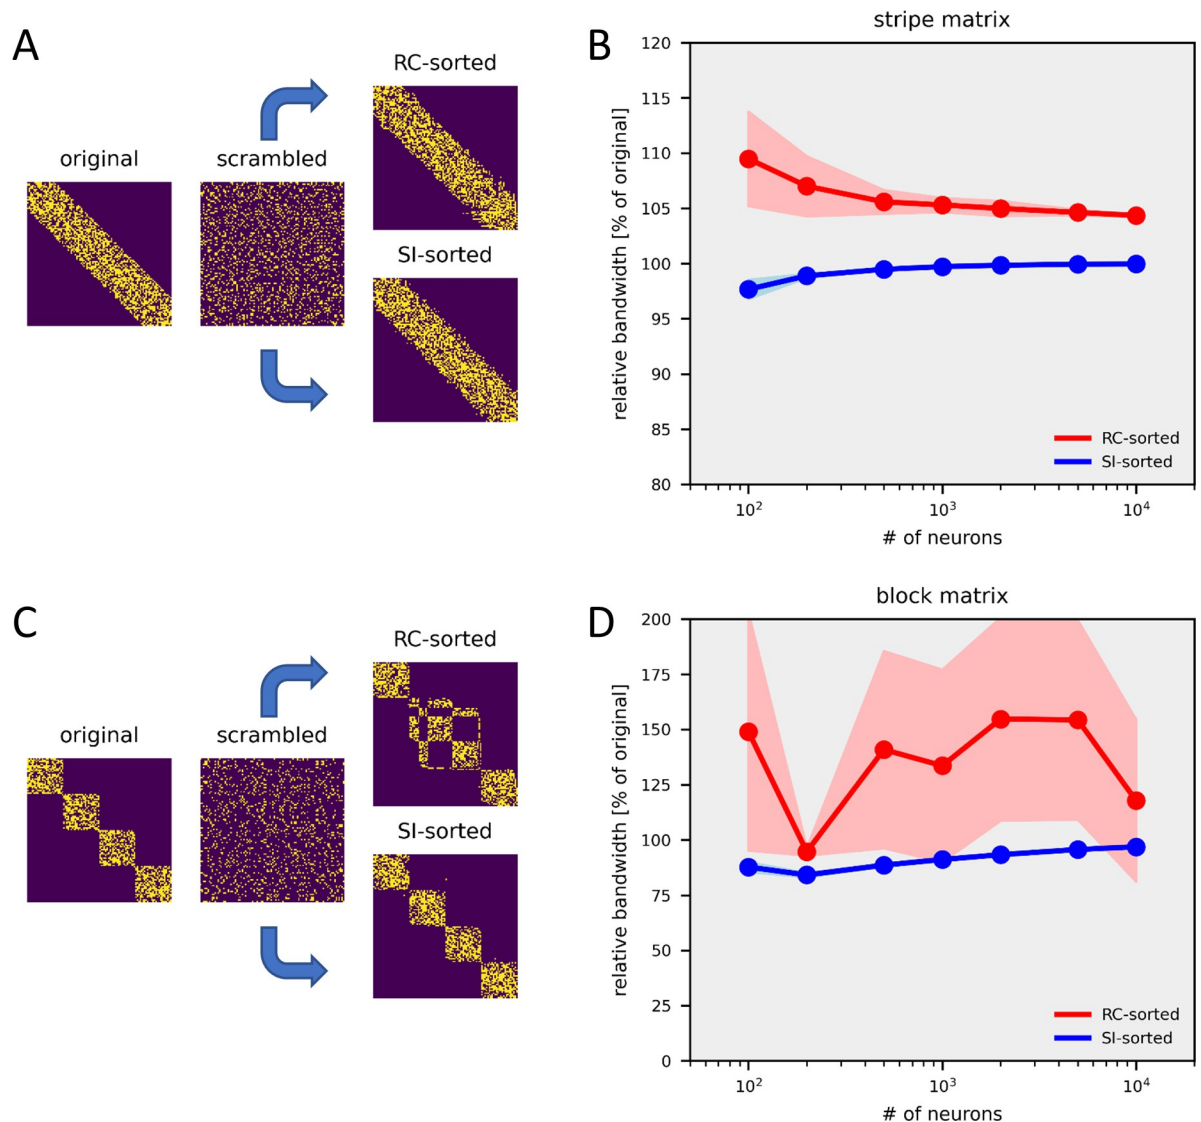 A
original
scrambled
RC-sorted
SI-sorted
B
stripe matrix
relative bandwidth [% of original]
120
115
110
105
100
95
90
85
80
RC-sorted
SI-sorted
10²
10³
10⁴
# of neurons
C
original
scrambled
RC-sorted
SI-sorted
D
block matrix
relative bandwidth [% of original]
200
175
150
125
100
75
50
25
0
RC-sorted
SI-sorted
10²
10³
10⁴
# of neurons